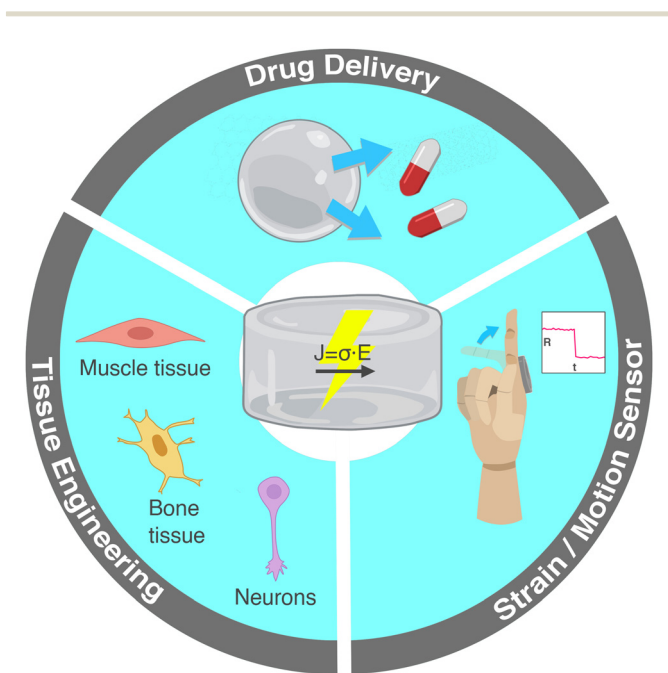 Drug Delivery
J=σ·E
Muscle tissue
Bone
tissue
Neurons
Tissue Engineering
R
t
Strain / Motion Sensor